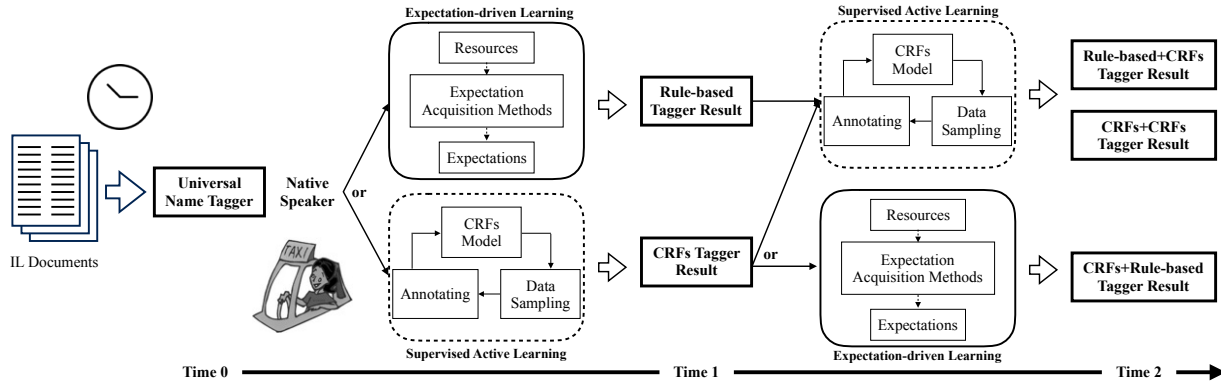 IL Documents
Universal
Name Tagger
Native
Speaker
TAXI
or
Expectation-driven Learning
Resources
Expectation
Acquisition Methods
Expectations
CRFs
Model
Annotating
Data
Sampling
Supervised Active Learning
Rule-based
Tagger Result
CRFs Tagger
Result
or
Supervised Active Learning
CRFs
Model
Annotating
Data
Sampling
Resources
Expectation
Acquisition Methods
Expectations
Expectation-driven Learning
Rule-based+CRFs
Tagger Result
CRFs+CRFs
Tagger Result
CRFs+Rule-based
Tagger Result
Time 0
Time 1
Time 2